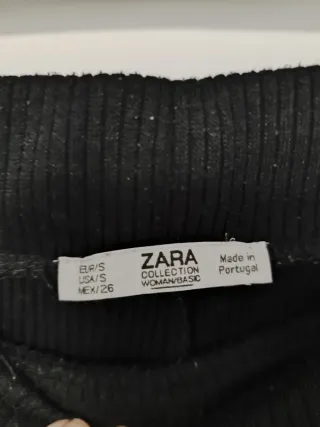 EUR/S
USA/S
MEX/26
ZARA
COLLECTION
WOMAN/BASIC
Made in
Portugal